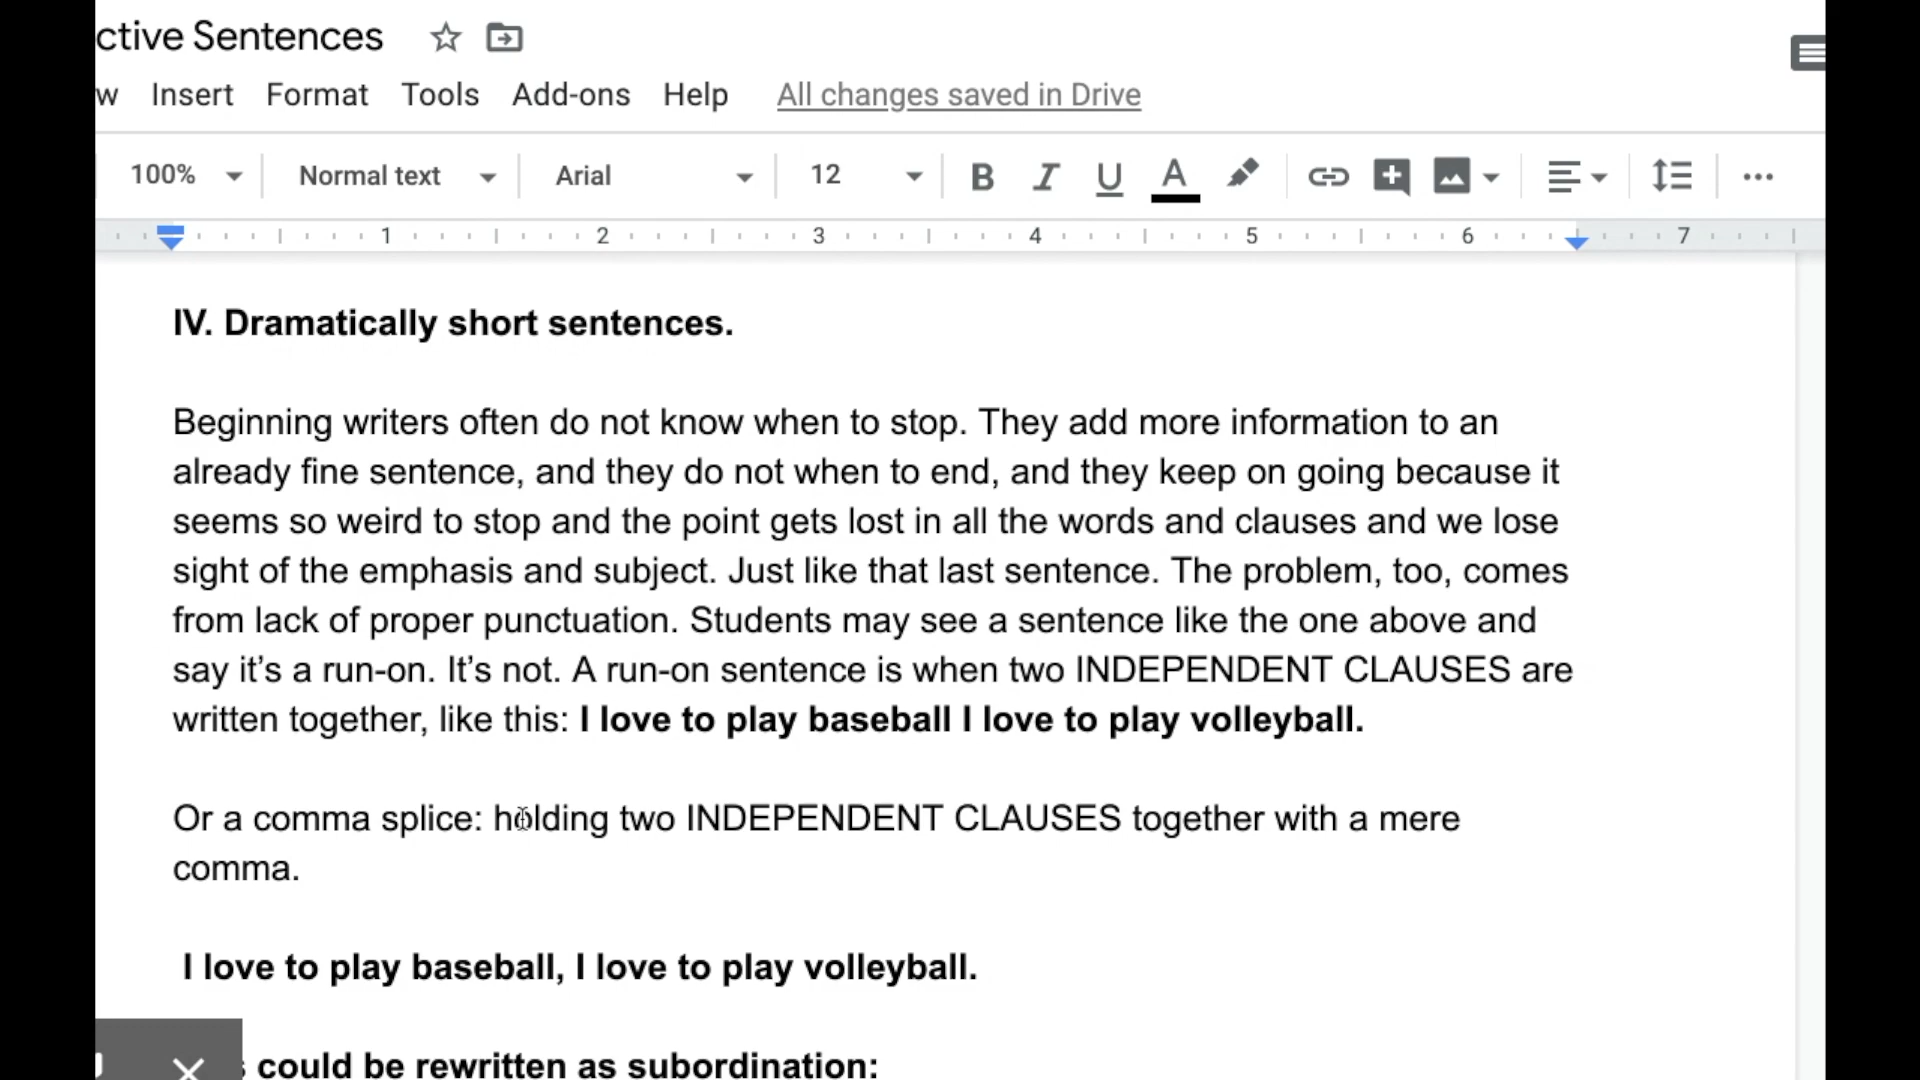 ctive Sentences
w Insert Format Tools Add-ons Help All changes saved in Drive
100% Normal text Arial 12 B I U A
1 2 3 4 5 6 7
IV. Dramatically short sentences.
Beginning writers often do not know when to stop. They add more information to an
already fine sentence, and they do not when to end, and they keep on going because it
seems so weird to stop and the point gets lost in all the words and clauses and we lose
sight of the emphasis and subject. Just like that last sentence. The problem, too, comes
from lack of proper punctuation. Students may see a sentence like the one above and
say it’s a run-on. It’s not. A run-on sentence is when two INDEPENDENT CLAUSES are
written together, like this: I love to play baseball I love to play volleyball.
Or a comma splice: holding two INDEPENDENT CLAUSES together with a mere
comma.
I love to play baseball, I love to play volleyball.
could be rewritten as subordination: